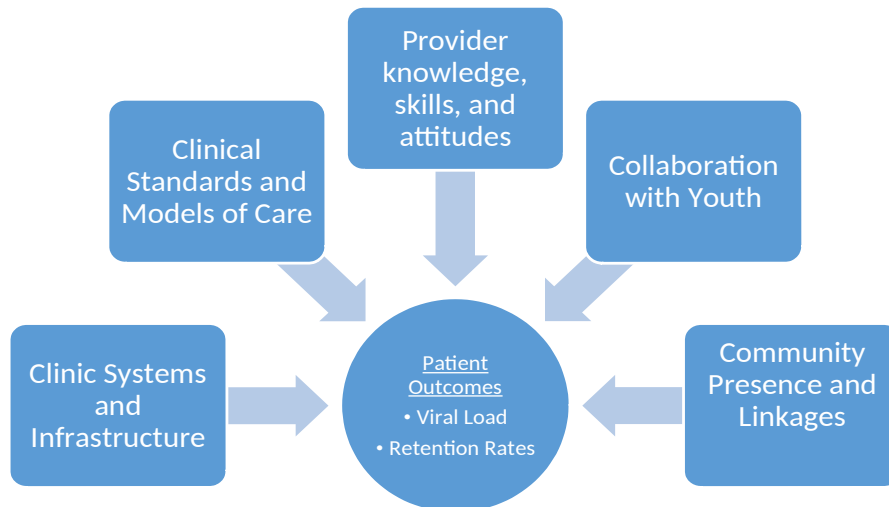 Provider
knowledge,
skills, and
attitudes
Clinical
Standards and
Models of Care
Collaboration
with Youth
Clinic Systems
and
Infrastructure
Patient
Outcomes
• Viral Load
• Retention Rates
Community
Presence and
Linkages